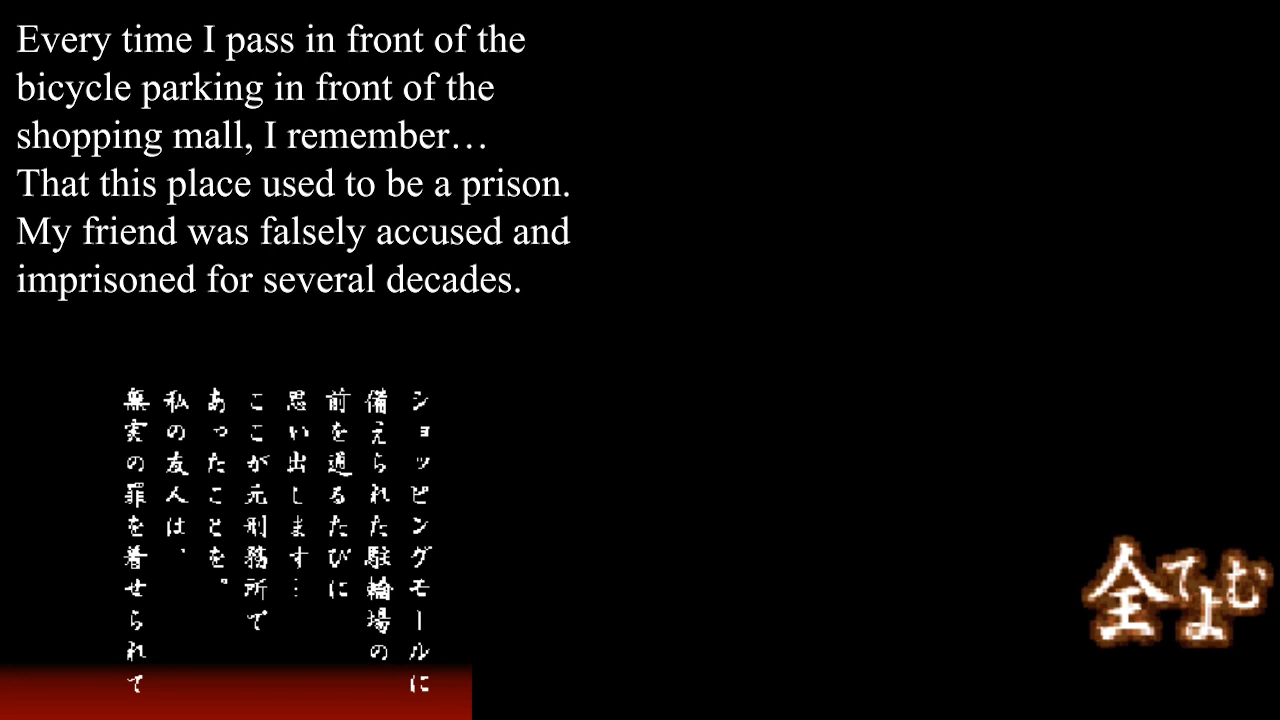 Every time I pass in front of the
bicycle parking in front of the
shopping mall, I remember…
That this place used to be a prison.
My friend was falsely accused and
imprisoned for several decades.
ショッピングモールに
備えられた駐輪場の
前を通るたびに
思い出します…
ここが元刑務所で
あったことを。
私の友人は、
無実の罪を着せられて
全てよむ